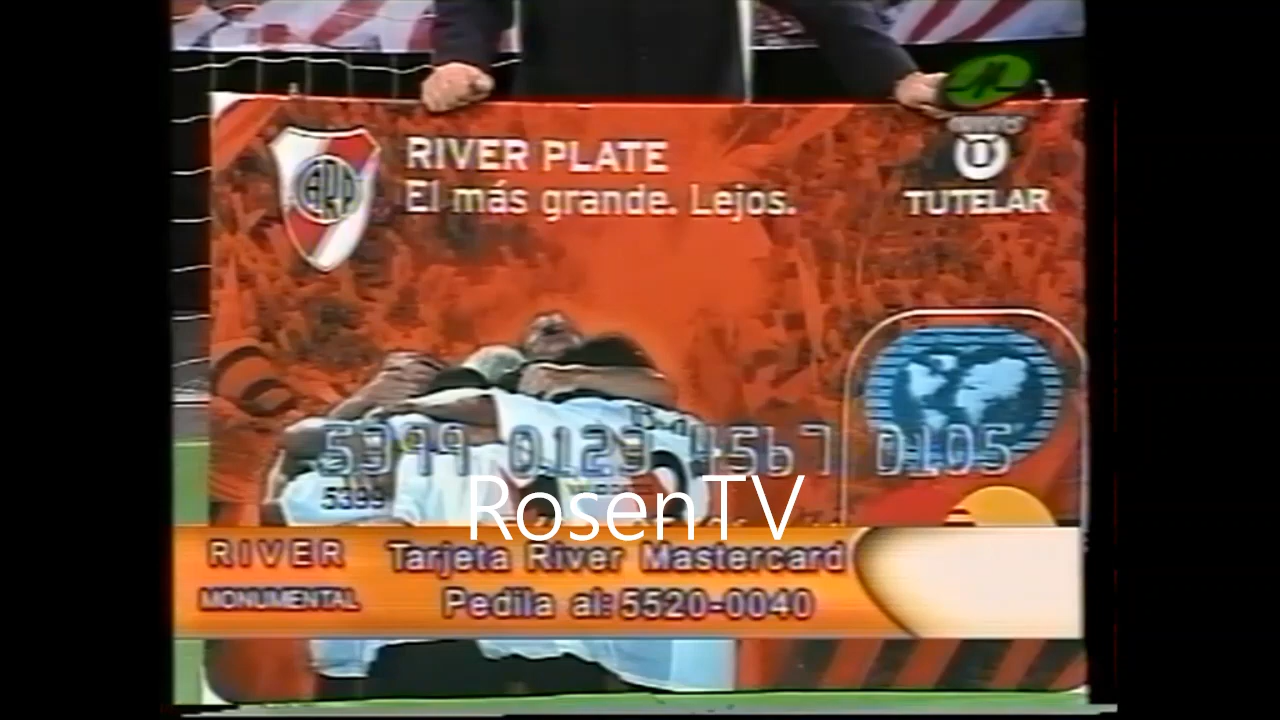 RIVER PLATE
El más grande. Lejos.
TUTELAR
5399 0123 4567 0105
5399
RosenTV
RIVER
MONUMENTAL
Tarjeta River Mastercard
Pedila al: 5520-0040